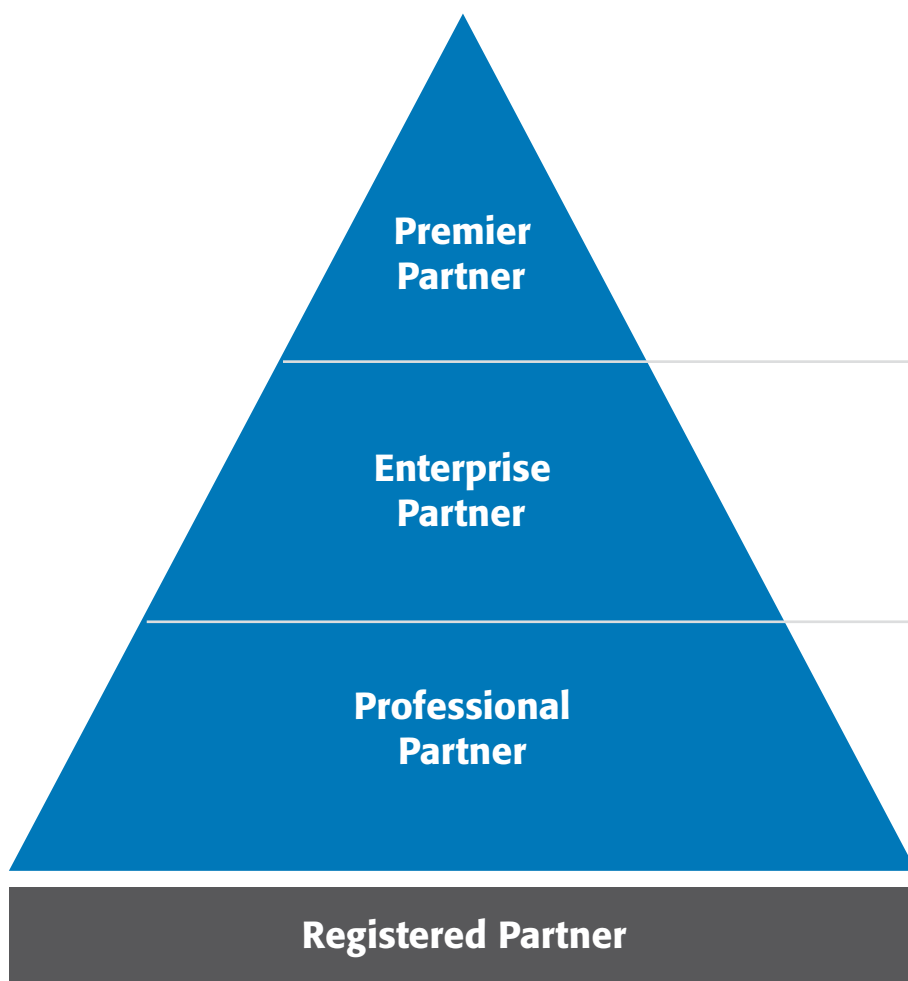 Premier
Partner
Enterprise
Partner
Professional
Partner
Registered Partner